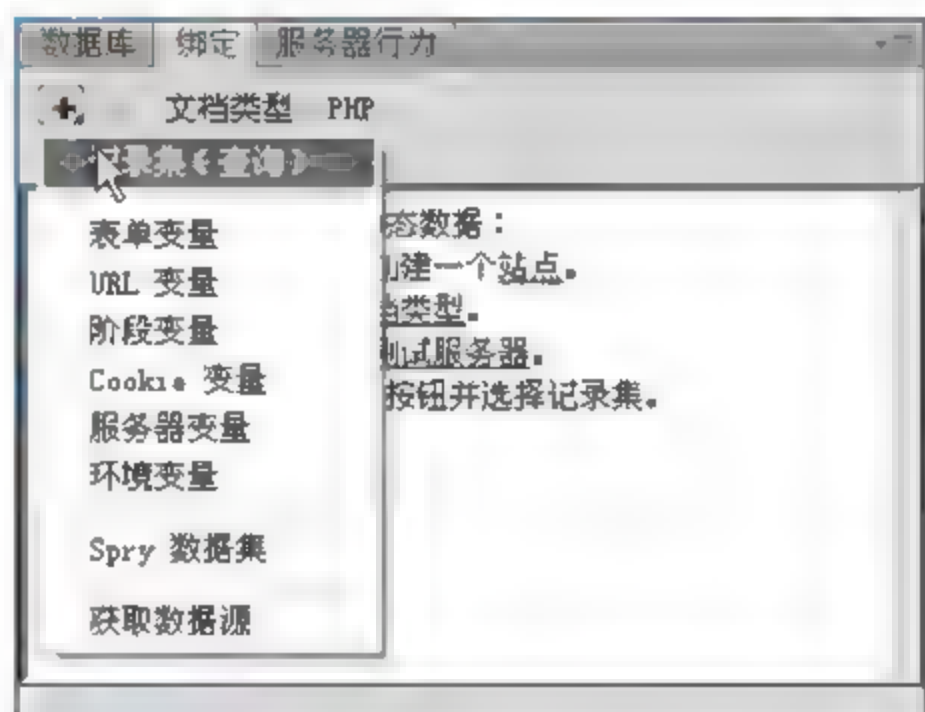 数据库 绑定 服务器行为
文档类型 PHP
记录集(查询)
表单变量
URL 变量
阶段变量
Cookie 变量
服务器变量
环境变量
Spry 数据集
获取数据源
态数据：
建一个站点。
类型。
试服务器。
按钮并选择记录集。